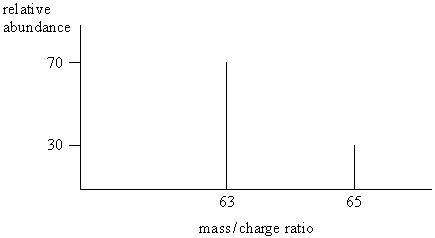 relative
abundance
70
30
63 65
mass/charge ratio